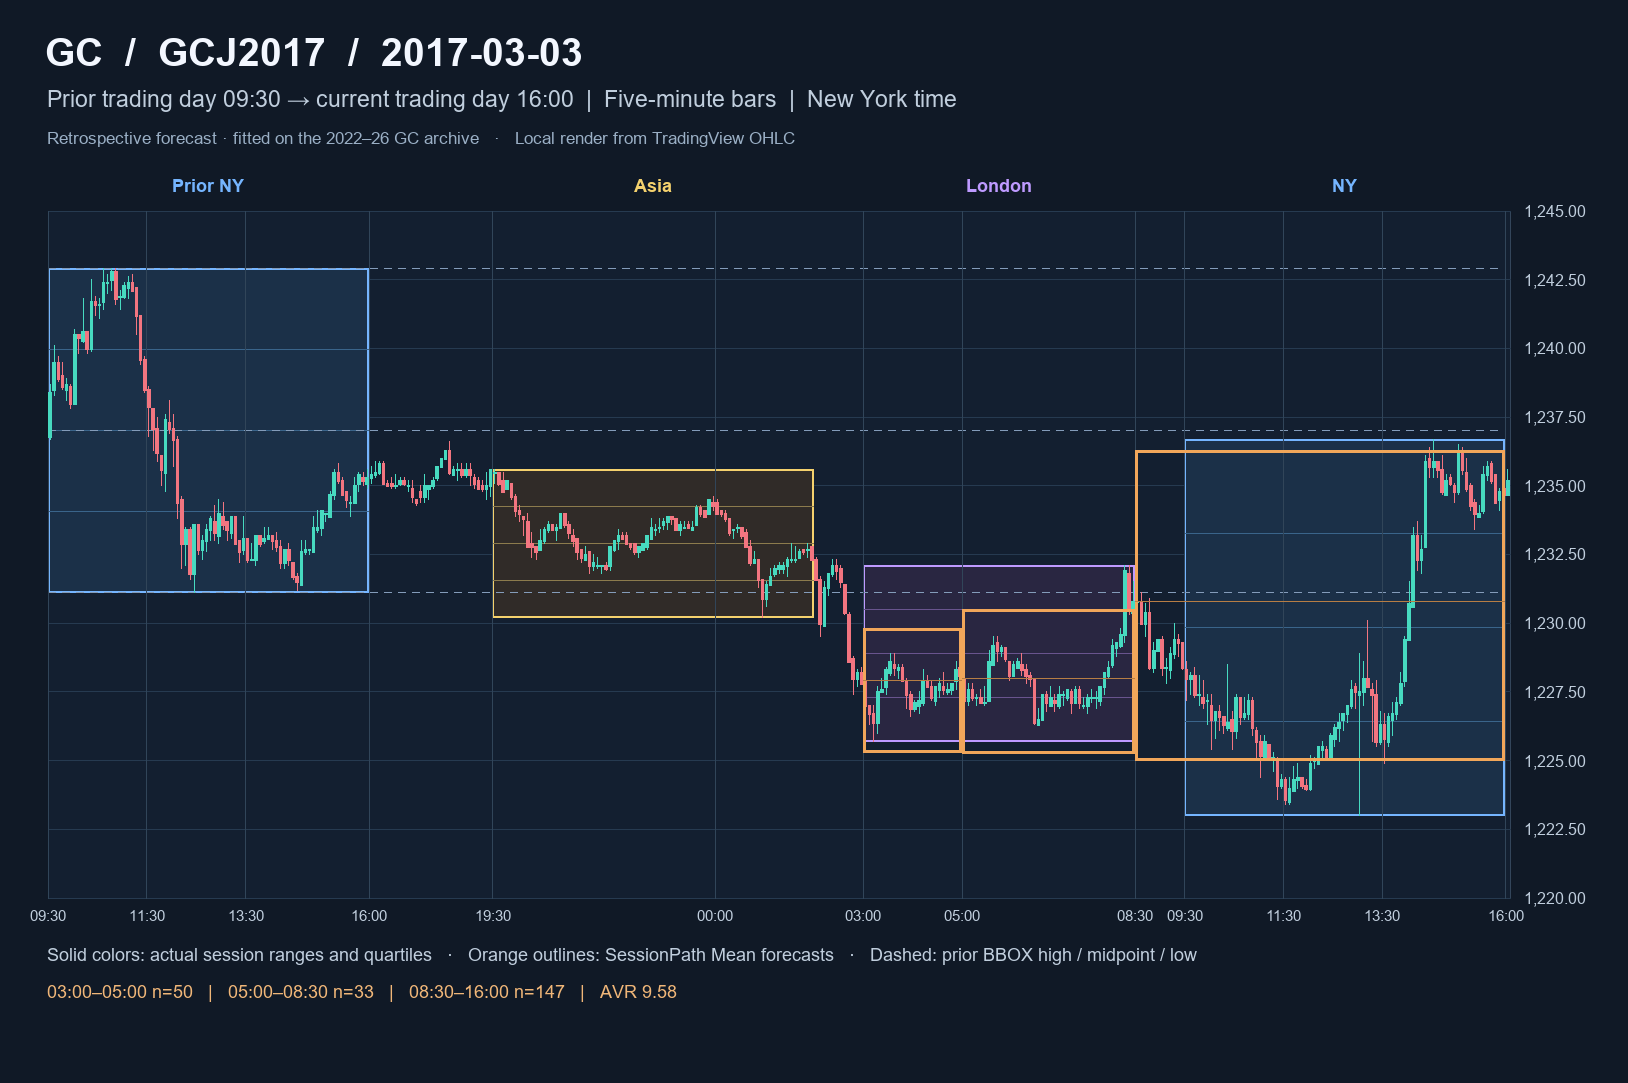 GC / GCJ2017 / 2017-03-03
Prior trading day 09:30 → current trading day 16:00 | Five-minute bars | New York time
Retrospective forecast · fitted on the 2022–26 GC archive · Local render from TradingView OHLC
Prior NY Asia London NY
1,245.00
1,242.50
1,240.00
1,237.50
1,235.00
1,232.50
1,230.00
1,227.50
1,225.00
1,222.50
1,220.00
09:30 11:30 13:30 16:00 19:30 00:00 03:00 05:00 08:30 09:30 11:30 13:30 16:00
Solid colors: actual session ranges and quartiles · Orange outlines: SessionPath Mean forecasts · Dashed: prior BBOX high / midpoint / low
03:00–05:00 n=50 | 05:00–08:30 n=33 | 08:30–16:00 n=147 | AVR 9.58